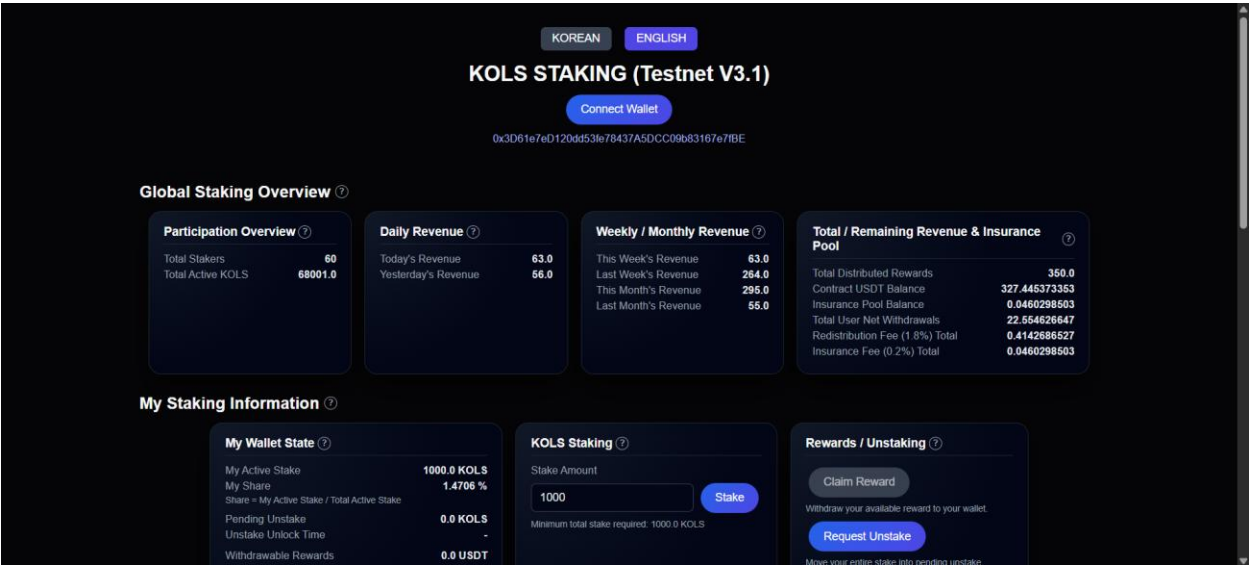 KOREAN ENGLISH
KOLS STAKING (Testnet V3.1)
Connect Wallet
0x3D61e7eD120dd53fe78437A5DCC09b83167e7fBE
Global Staking Overview ?
Participation Overview ?
Total Stakers 60
Total Active KOLS 68001.0
Daily Revenue ?
Today's Revenue 63.0
Yesterday's Revenue 56.0
Weekly / Monthly Revenue ?
This Week's Revenue 63.0
Last Week's Revenue 264.0
This Month's Revenue 295.0
Last Month's Revenue 55.0
Total / Remaining Revenue & Insurance
Pool ?
Total Distributed Rewards 350.0
Contract USDT Balance 327.445373353
Insurance Pool Balance 0.0460298503
Total User Net Withdrawals 22.554626647
Redistribution Fee (1.8%) Total 0.4142686527
Insurance Fee (0.2%) Total 0.0460298503
My Staking Information ?
My Wallet State ?
My Active Stake 1000.0 KOLS
My Share 1.4706 %
Share = My Active Stake / Total Active Stake
Pending Unstake 0.0 KOLS
Unstake Unlock Time -
Withdrawable Rewards 0.0 USDT
KOLS Staking ?
Stake Amount
1000 Stake
Minimum total stake required: 1000.0 KOLS
Rewards / Unstaking ?
Claim Reward
Withdraw your available reward to your wallet.
Request Unstake
Move your entire stake into pending unstake